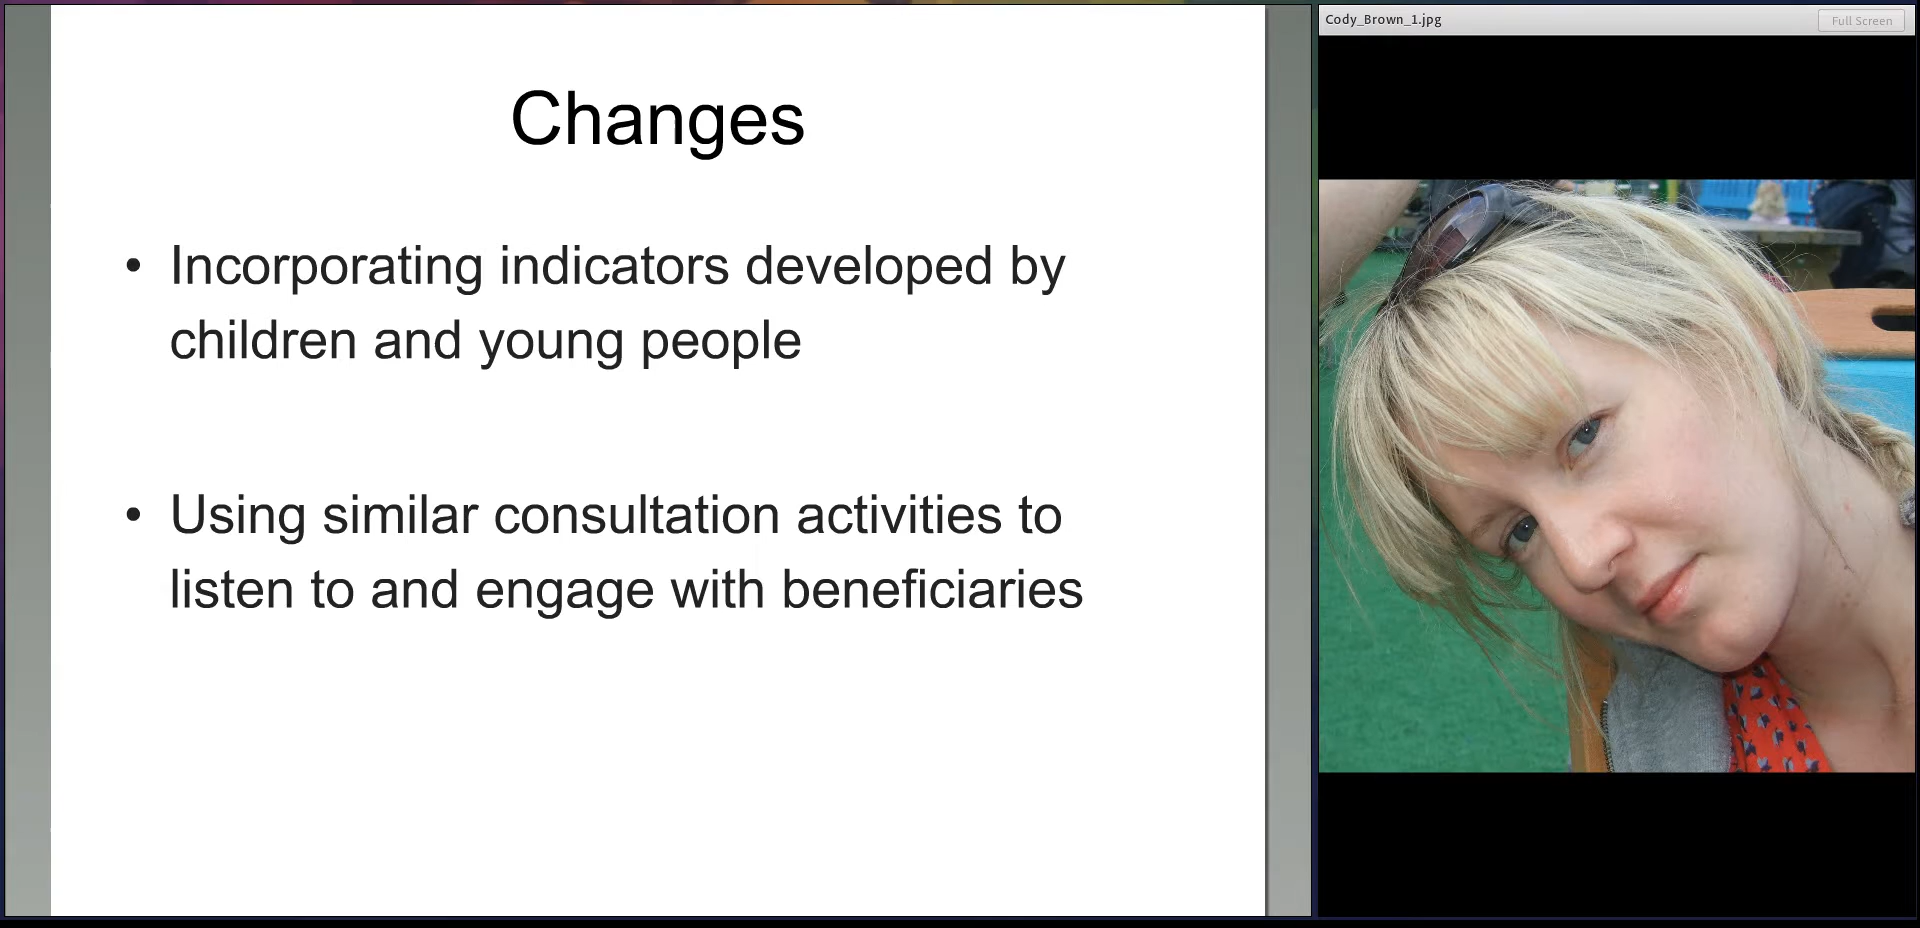 Changes
• Incorporating indicators developed by
children and young people
• Using similar consultation activities to
listen to and engage with beneficiaries
Cody_Brown_1.jpg
Full Screen